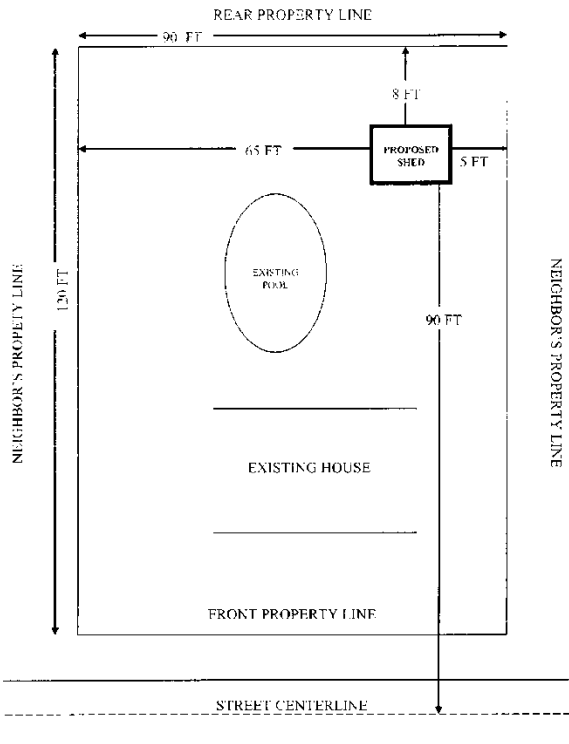 REAR PROPERTY LINE
90 FT
8 FT
65 FT
PROPOSED
SHED
5 FT
EXISTING
POOL
90 FT
120 FT
NEIGHBOR'S PROPETY LINE
NEIGHBOR'S PROPERTY LINE
EXISTING HOUSE
FRONT PROPERTY LINE
STREET CENTERLINE